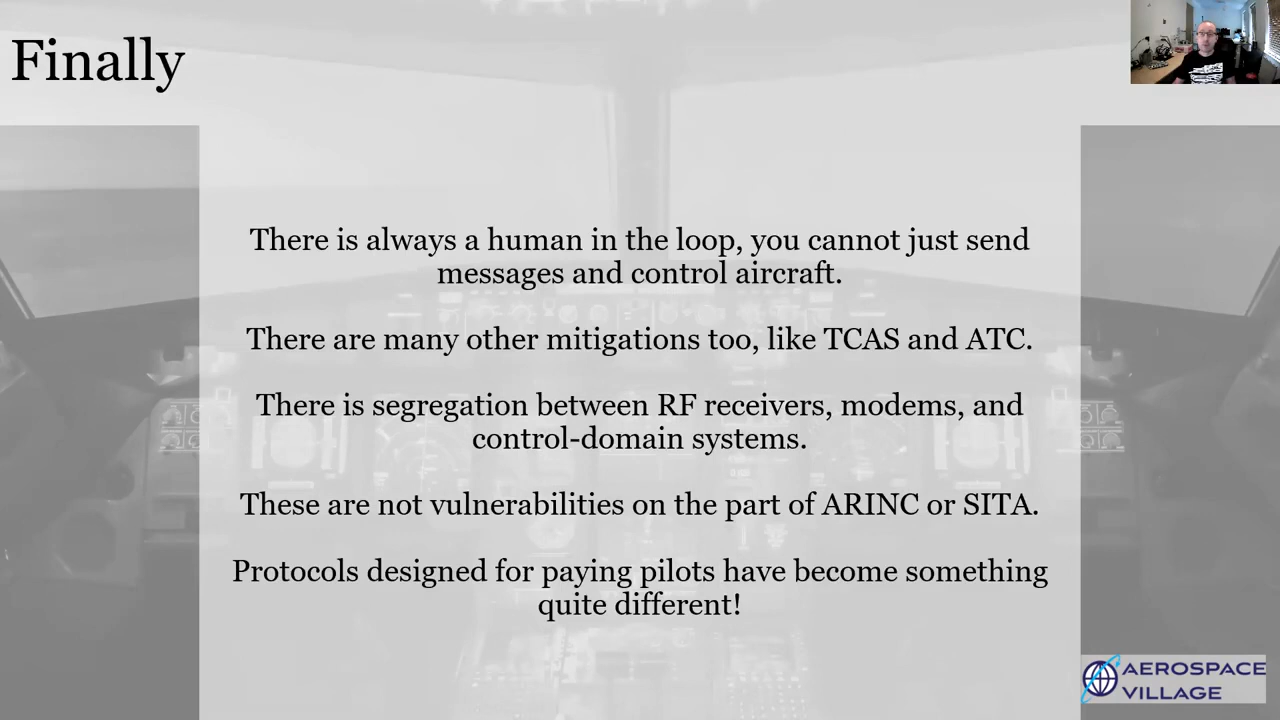 Finally
There is always a human in the loop, you cannot just send
messages and control aircraft.
There are many other mitigations too, like TCAS and ATC.
There is segregation between RF receivers, modems, and
control-domain systems.
These are not vulnerabilities on the part of ARINC or SITA.
Protocols designed for paying pilots have become something
quite different!
AEROSPACE
VILLAGE